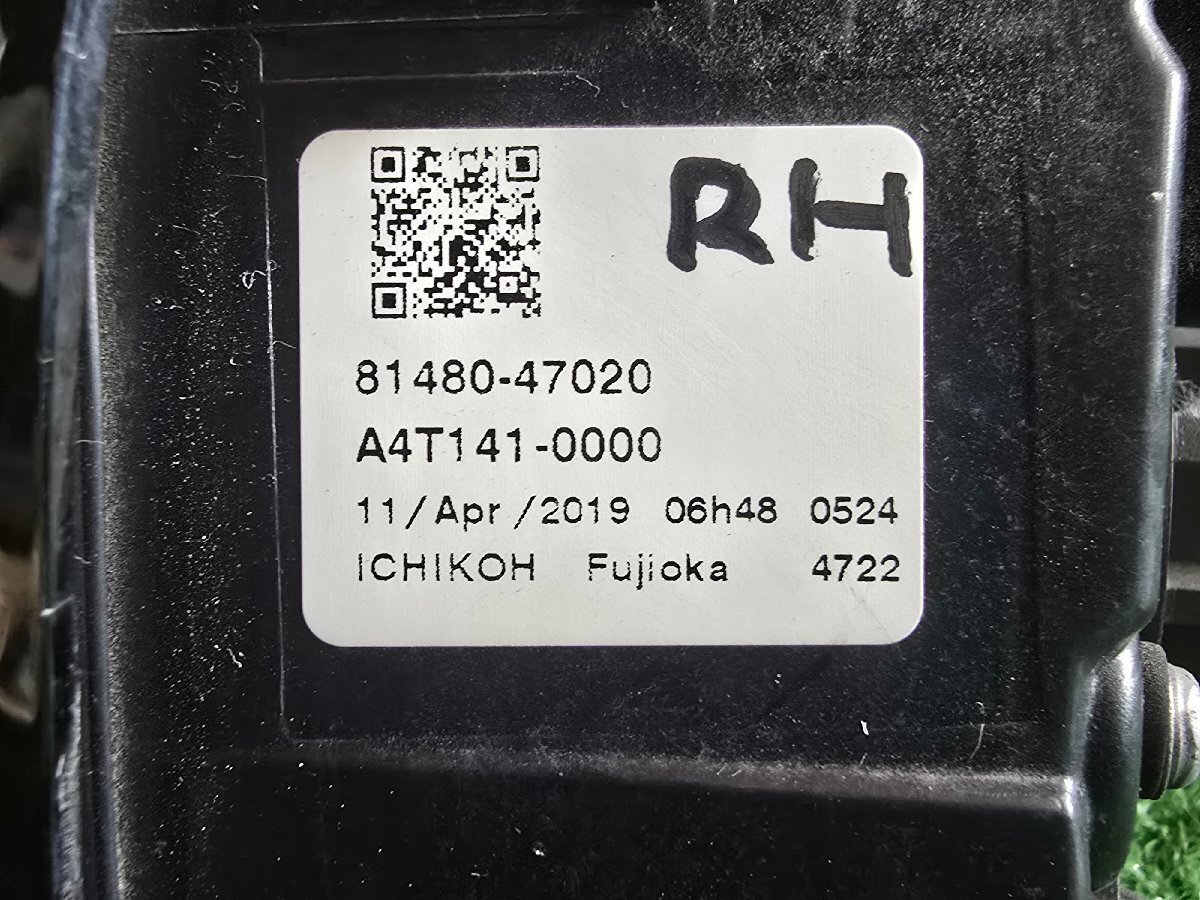 RH
81480-47020
A4T141-0000
11/Apr/2019 06h48 0524
ICHIKOH Fujioka 4722